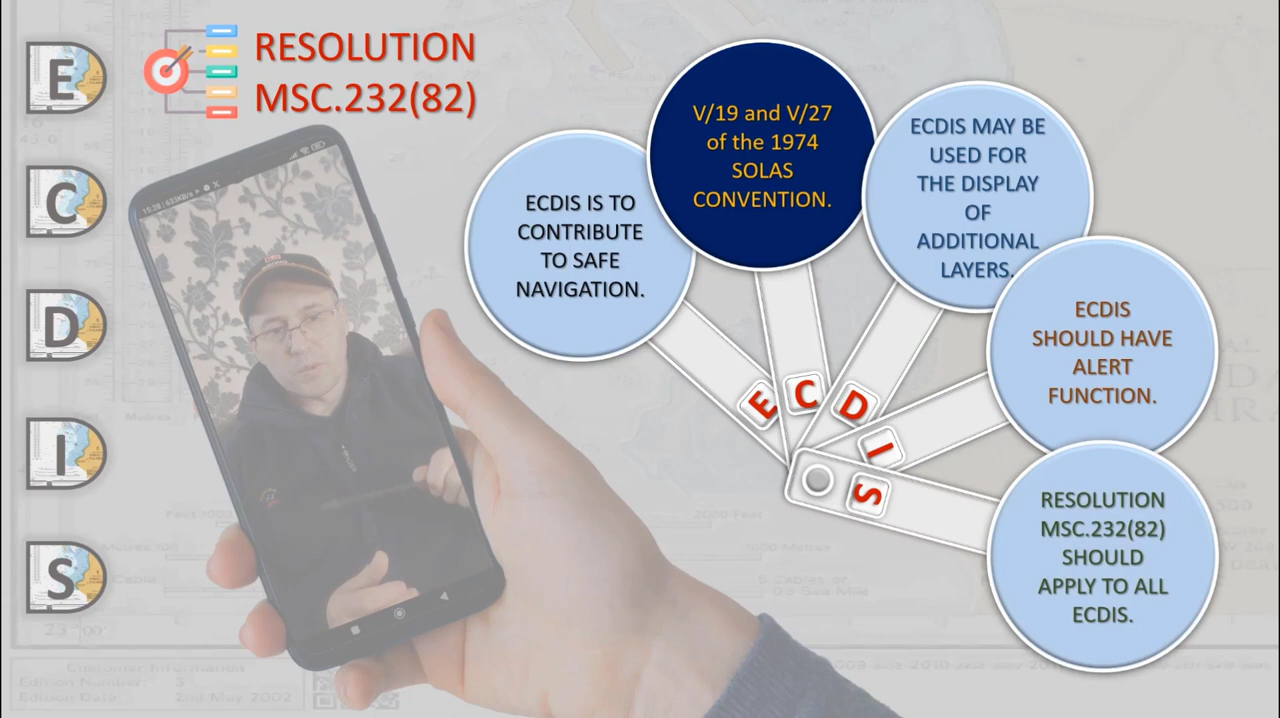 E
C
D
I
S
RESOLUTION
MSC.232(82)
ECDIS IS TO
CONTRIBUTE
TO SAFE
NAVIGATION.
V/19 and V/27
of the 1974
SOLAS
CONVENTION.
ECDIS MAY BE
USED FOR
THE DISPLAY
OF
ADDITIONAL
LAYERS.
ECDIS
SHOULD HAVE
ALERT
FUNCTION.
RESOLUTION
MSC.232(82)
SHOULD
APPLY TO ALL
ECDIS.
E
C
D
I
S
Customer Information
Edition Number:
Edition Date: 2nd May 2002